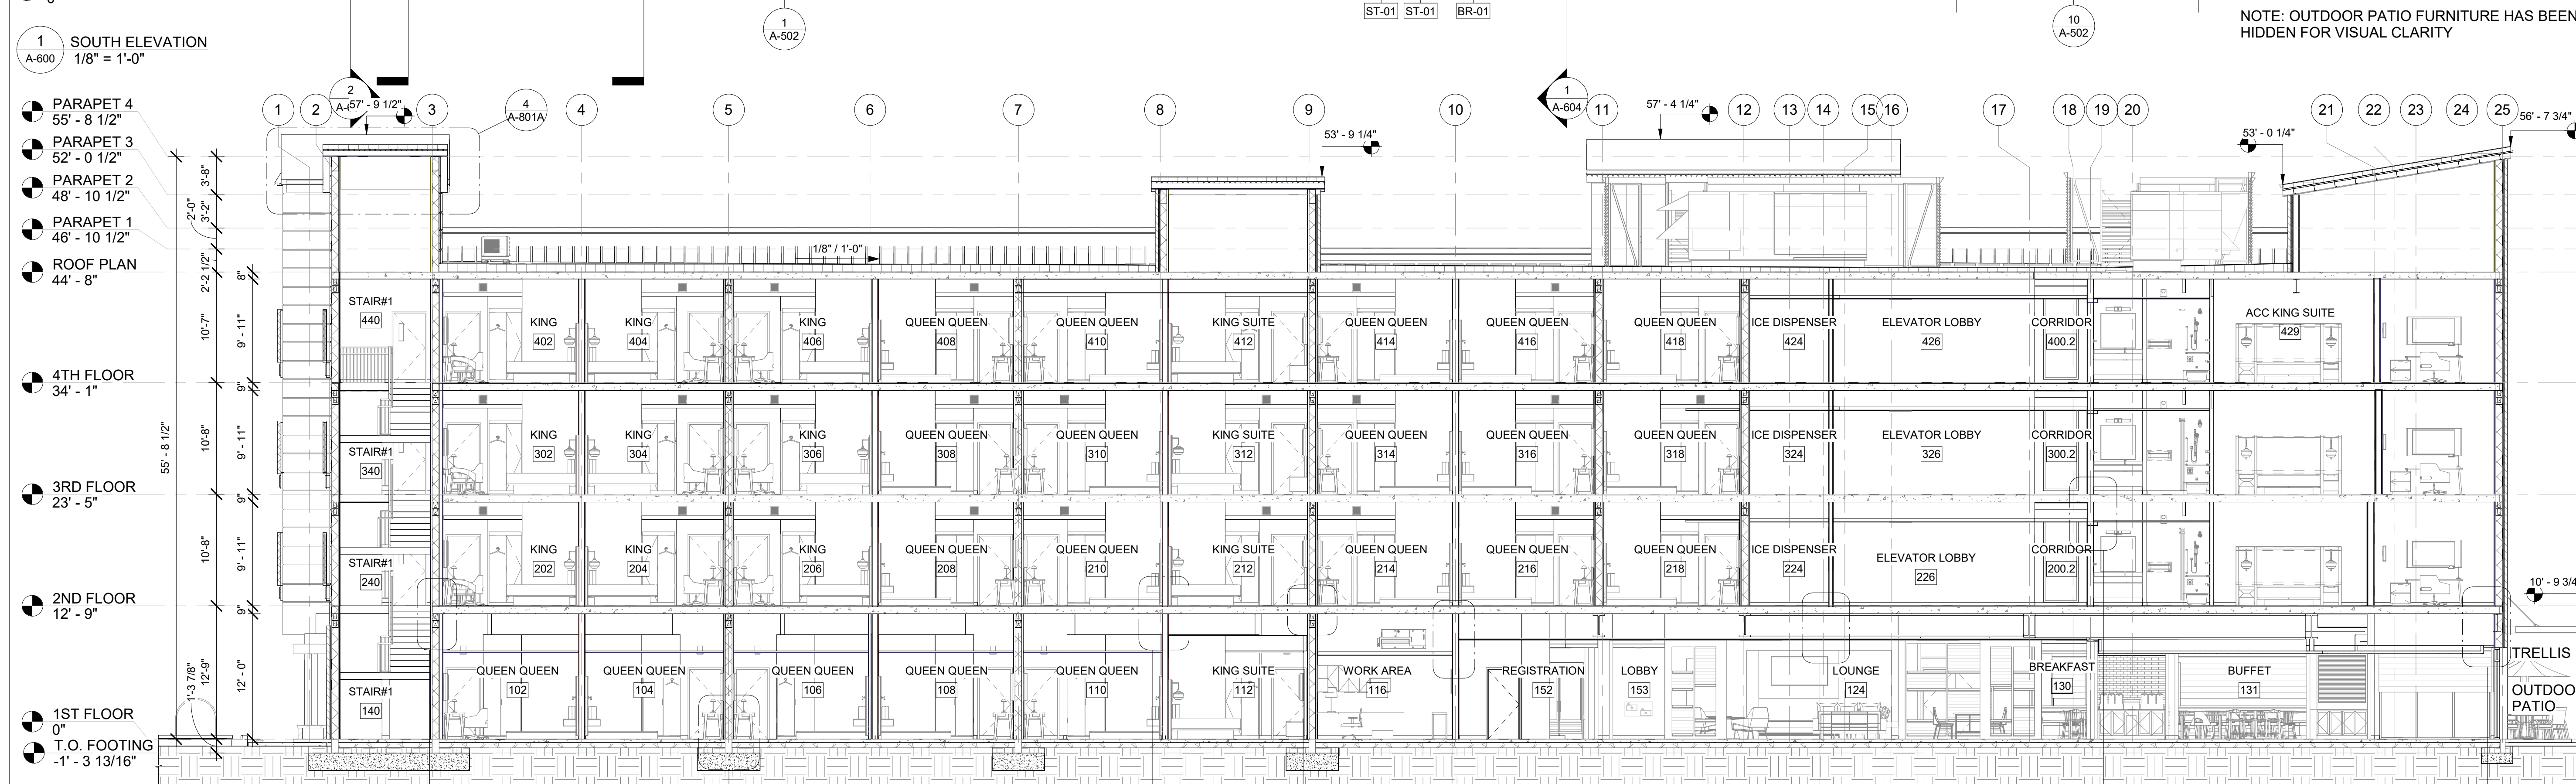 0"
1
A-600
SOUTH ELEVATION
1/8" = 1'-0"
1
A-502
ST-01 ST-01 BR-01
10
A-502
NOTE: OUTDOOR PATIO FURNITURE HAS BEEN
HIDDEN FOR VISUAL CLARITY
PARAPET 4
55' - 8 1/2"
PARAPET 3
52' - 0 1/2"
PARAPET 2
48' - 10 1/2"
PARAPET 1
46' - 10 1/2"
ROOF PLAN
44' - 8"
4TH FLOOR
34' - 1"
3RD FLOOR
23' - 5"
2ND FLOOR
12' - 9"
1ST FLOOR
0"
T.O. FOOTING
-1' - 3 13/16"
1 2 3 4 5 6 7 8 9 10 11 12 13 14 15 16 17 18 19 20 21 22 23 24 25
2
57' - 9 1/2"
4
A-801A
53' - 9 1/4"
1
A-604
57' - 4 1/4"
53' - 0 1/4"
56' - 7 3/4"
55' - 8 1/2"
3'-8"
3'-2"
2'-0"
2'-2 1/2"
10'-7"
10'-8"
10'-8"
12'-9"
1'-3 7/8"
8"
9' - 11"
9"
9' - 11"
9"
9' - 11"
9"
12' - 0"
1/8" / 1'-0"
STAIR#1
440
KING
402
KING
404
KING
406
QUEEN QUEEN
408
QUEEN QUEEN
410
KING SUITE
412
QUEEN QUEEN
414
QUEEN QUEEN
416
QUEEN QUEEN
418
ICE DISPENSER
424
ELEVATOR LOBBY
426
CORRIDOR
400.2
ACC KING SUITE
429
STAIR#1
340
KING
302
KING
304
KING
306
QUEEN QUEEN
308
QUEEN QUEEN
310
KING SUITE
312
QUEEN QUEEN
314
QUEEN QUEEN
316
QUEEN QUEEN
318
ICE DISPENSER
324
ELEVATOR LOBBY
326
CORRIDOR
300.2
STAIR#1
240
KING
202
KING
204
KING
206
QUEEN QUEEN
208
QUEEN QUEEN
210
KING SUITE
212
QUEEN QUEEN
214
QUEEN QUEEN
216
QUEEN QUEEN
218
ICE DISPENSER
224
ELEVATOR LOBBY
226
CORRIDOR
200.2
STAIR#1
140
QUEEN QUEEN
102
QUEEN QUEEN
104
QUEEN QUEEN
106
QUEEN QUEEN
108
QUEEN QUEEN
110
KING SUITE
112
WORK AREA
116
REGISTRATION
152
LOBBY
153
LOUNGE
124
BREAKFAST
130
BUFFET
131
TRELLIS
PATIO